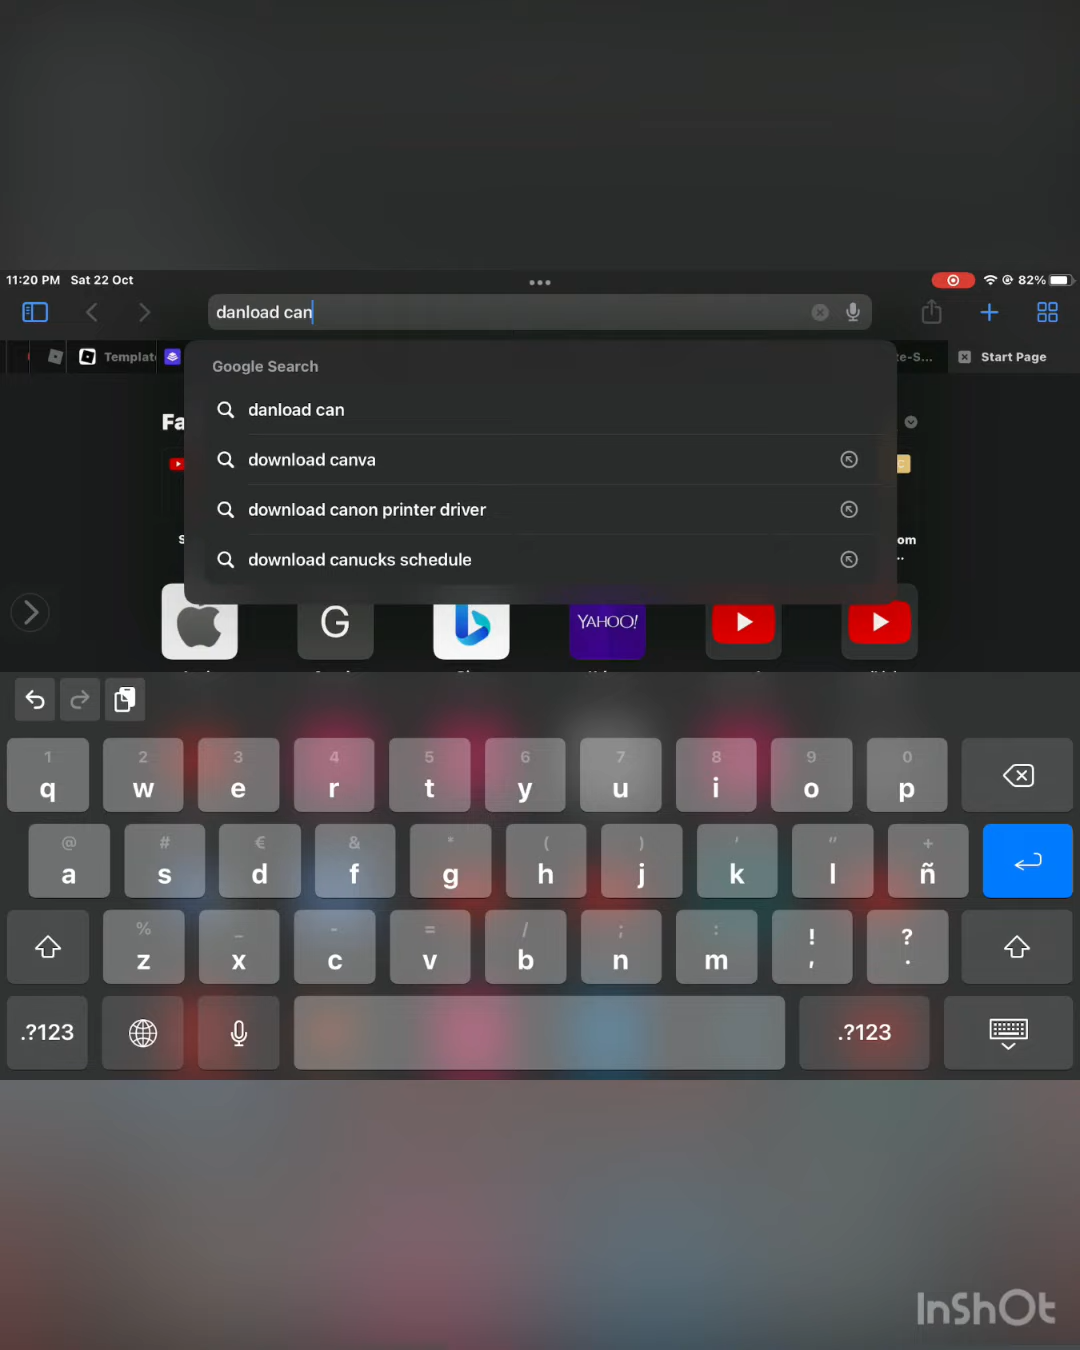 11:20 PM Sat 22 Oct
82%
danload can
Templat
te-S...
Start Page
Google Search
Fa
danload can
download canva
download canon printer driver
om
download canucks schedule
G
YAHOO!
1 2 3 4 5 6 7 8 9 0
q w e r t y u i o p
@ # € & * ( ) ' " +
a s d f g h j k l ñ
% _ - = / ; : ! ?
z x c v b n m , .
.?123
.?123
InShOt